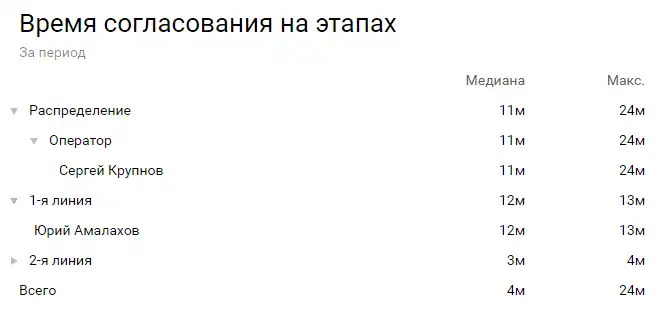 Время согласования на этапах
За период
Медиана Макс.
Распределение 11м 24м
Оператор 11м 24м
Сергей Крупнов 11м 24м
1-я линия 12м 13м
Юрий Амалахов 12м 13м
2-я линия 3м 4м
Всего 4м 24м